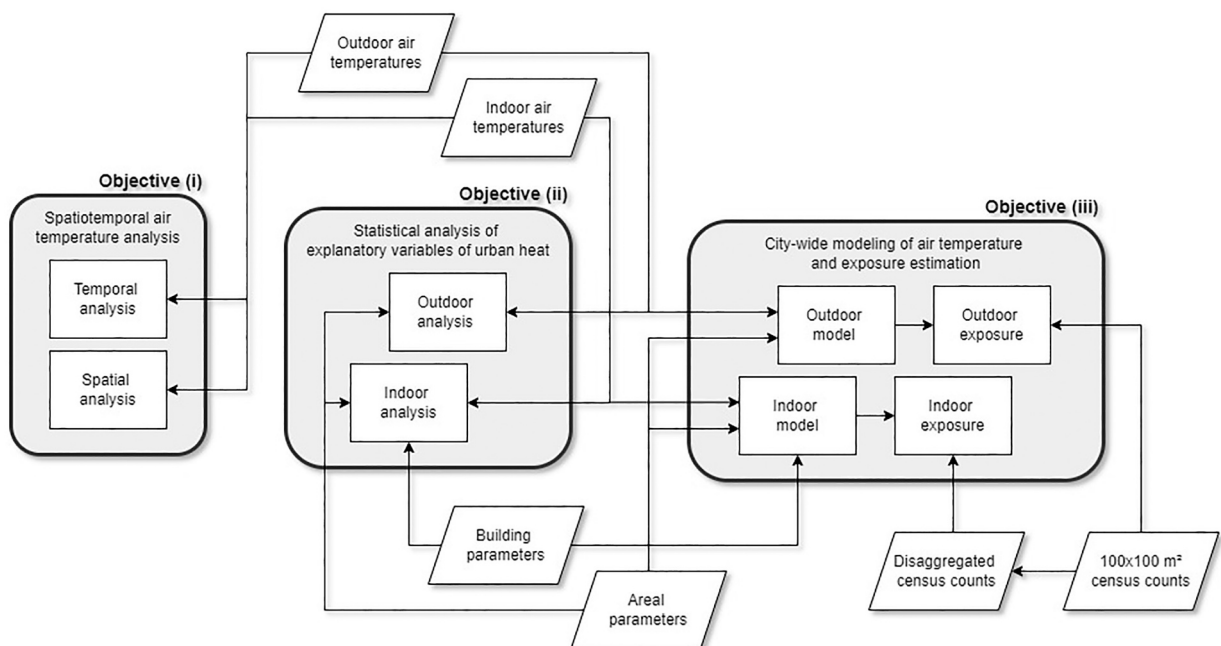 Outdoor air
temperatures
Indoor air
temperatures
Objective (i)
Spatiotemporal air
temperature analysis
Temporal
analysis
Spatial
analysis
Objective (ii)
Statistical analysis of
explanatory variables of urban heat
Outdoor
analysis
Indoor
analysis
Objective (iii)
City-wide modeling of air temperature
and exposure estimation
Outdoor
model
Outdoor
exposure
Indoor
model
Indoor
exposure
Building
parameters
Areal
parameters
Disaggregated
census counts
100x100 m²
census counts